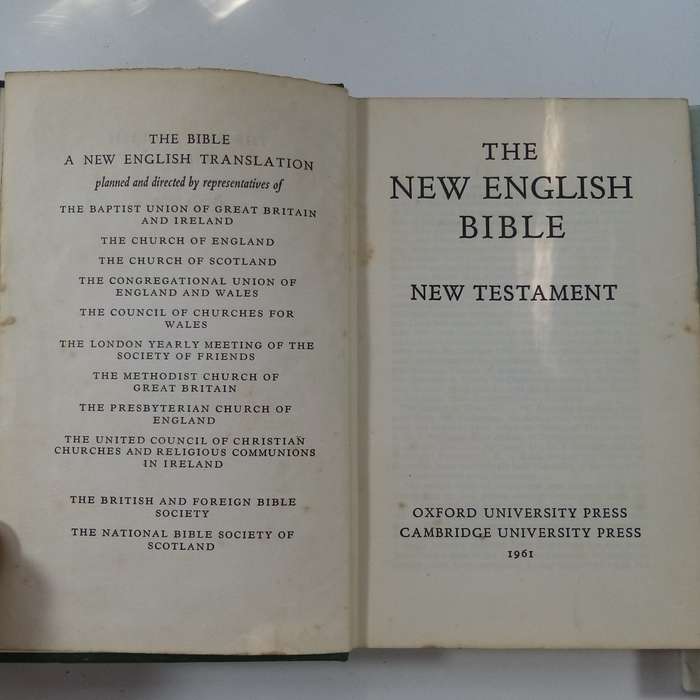 THE BIBLE
A NEW ENGLISH TRANSLATION
planned and directed by representatives of
THE BAPTIST UNION OF GREAT BRITAIN
AND IRELAND
THE CHURCH OF ENGLAND
THE CHURCH OF SCOTLAND
THE CONGREGATIONAL UNION OF
ENGLAND AND WALES
THE COUNCIL OF CHURCHES FOR
WALES
THE LONDON YEARLY MEETING OF THE
SOCIETY OF FRIENDS
THE METHODIST CHURCH OF
GREAT BRITAIN
THE PRESBYTERIAN CHURCH OF
ENGLAND
THE UNITED COUNCIL OF CHRISTIAN
CHURCHES AND RELIGIOUS COMMUNIONS
IN IRELAND
THE BRITISH AND FOREIGN BIBLE
SOCIETY
THE NATIONAL BIBLE SOCIETY OF
SCOTLAND
THE
NEW ENGLISH
BIBLE
NEW TESTAMENT
OXFORD UNIVERSITY PRESS
CAMBRIDGE UNIVERSITY PRESS
1961